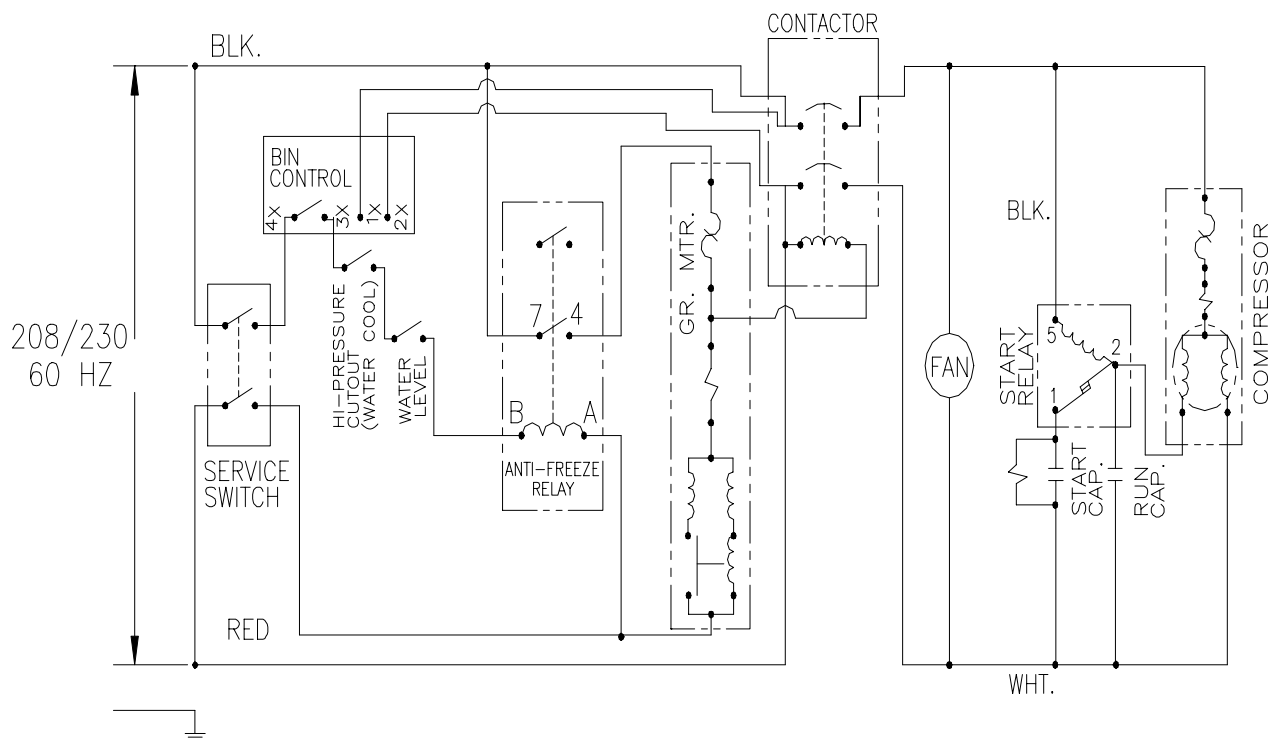 CONTACTOR
BLK.
BIN
CONTROL
4X
3X
1X
2X
208/230
60 HZ
SERVICE
SWITCH
HI-PRESSURE
CUTOUT
(WATER COOL)
WATER
LEVEL
7
4
B
A
ANTI-FREEZE
RELAY
GR. MTR.
RED
BLK.
FAN
START
RELAY
5
2
1
START
CAP.
RUN
CAP.
COMPRESSOR
WHT.